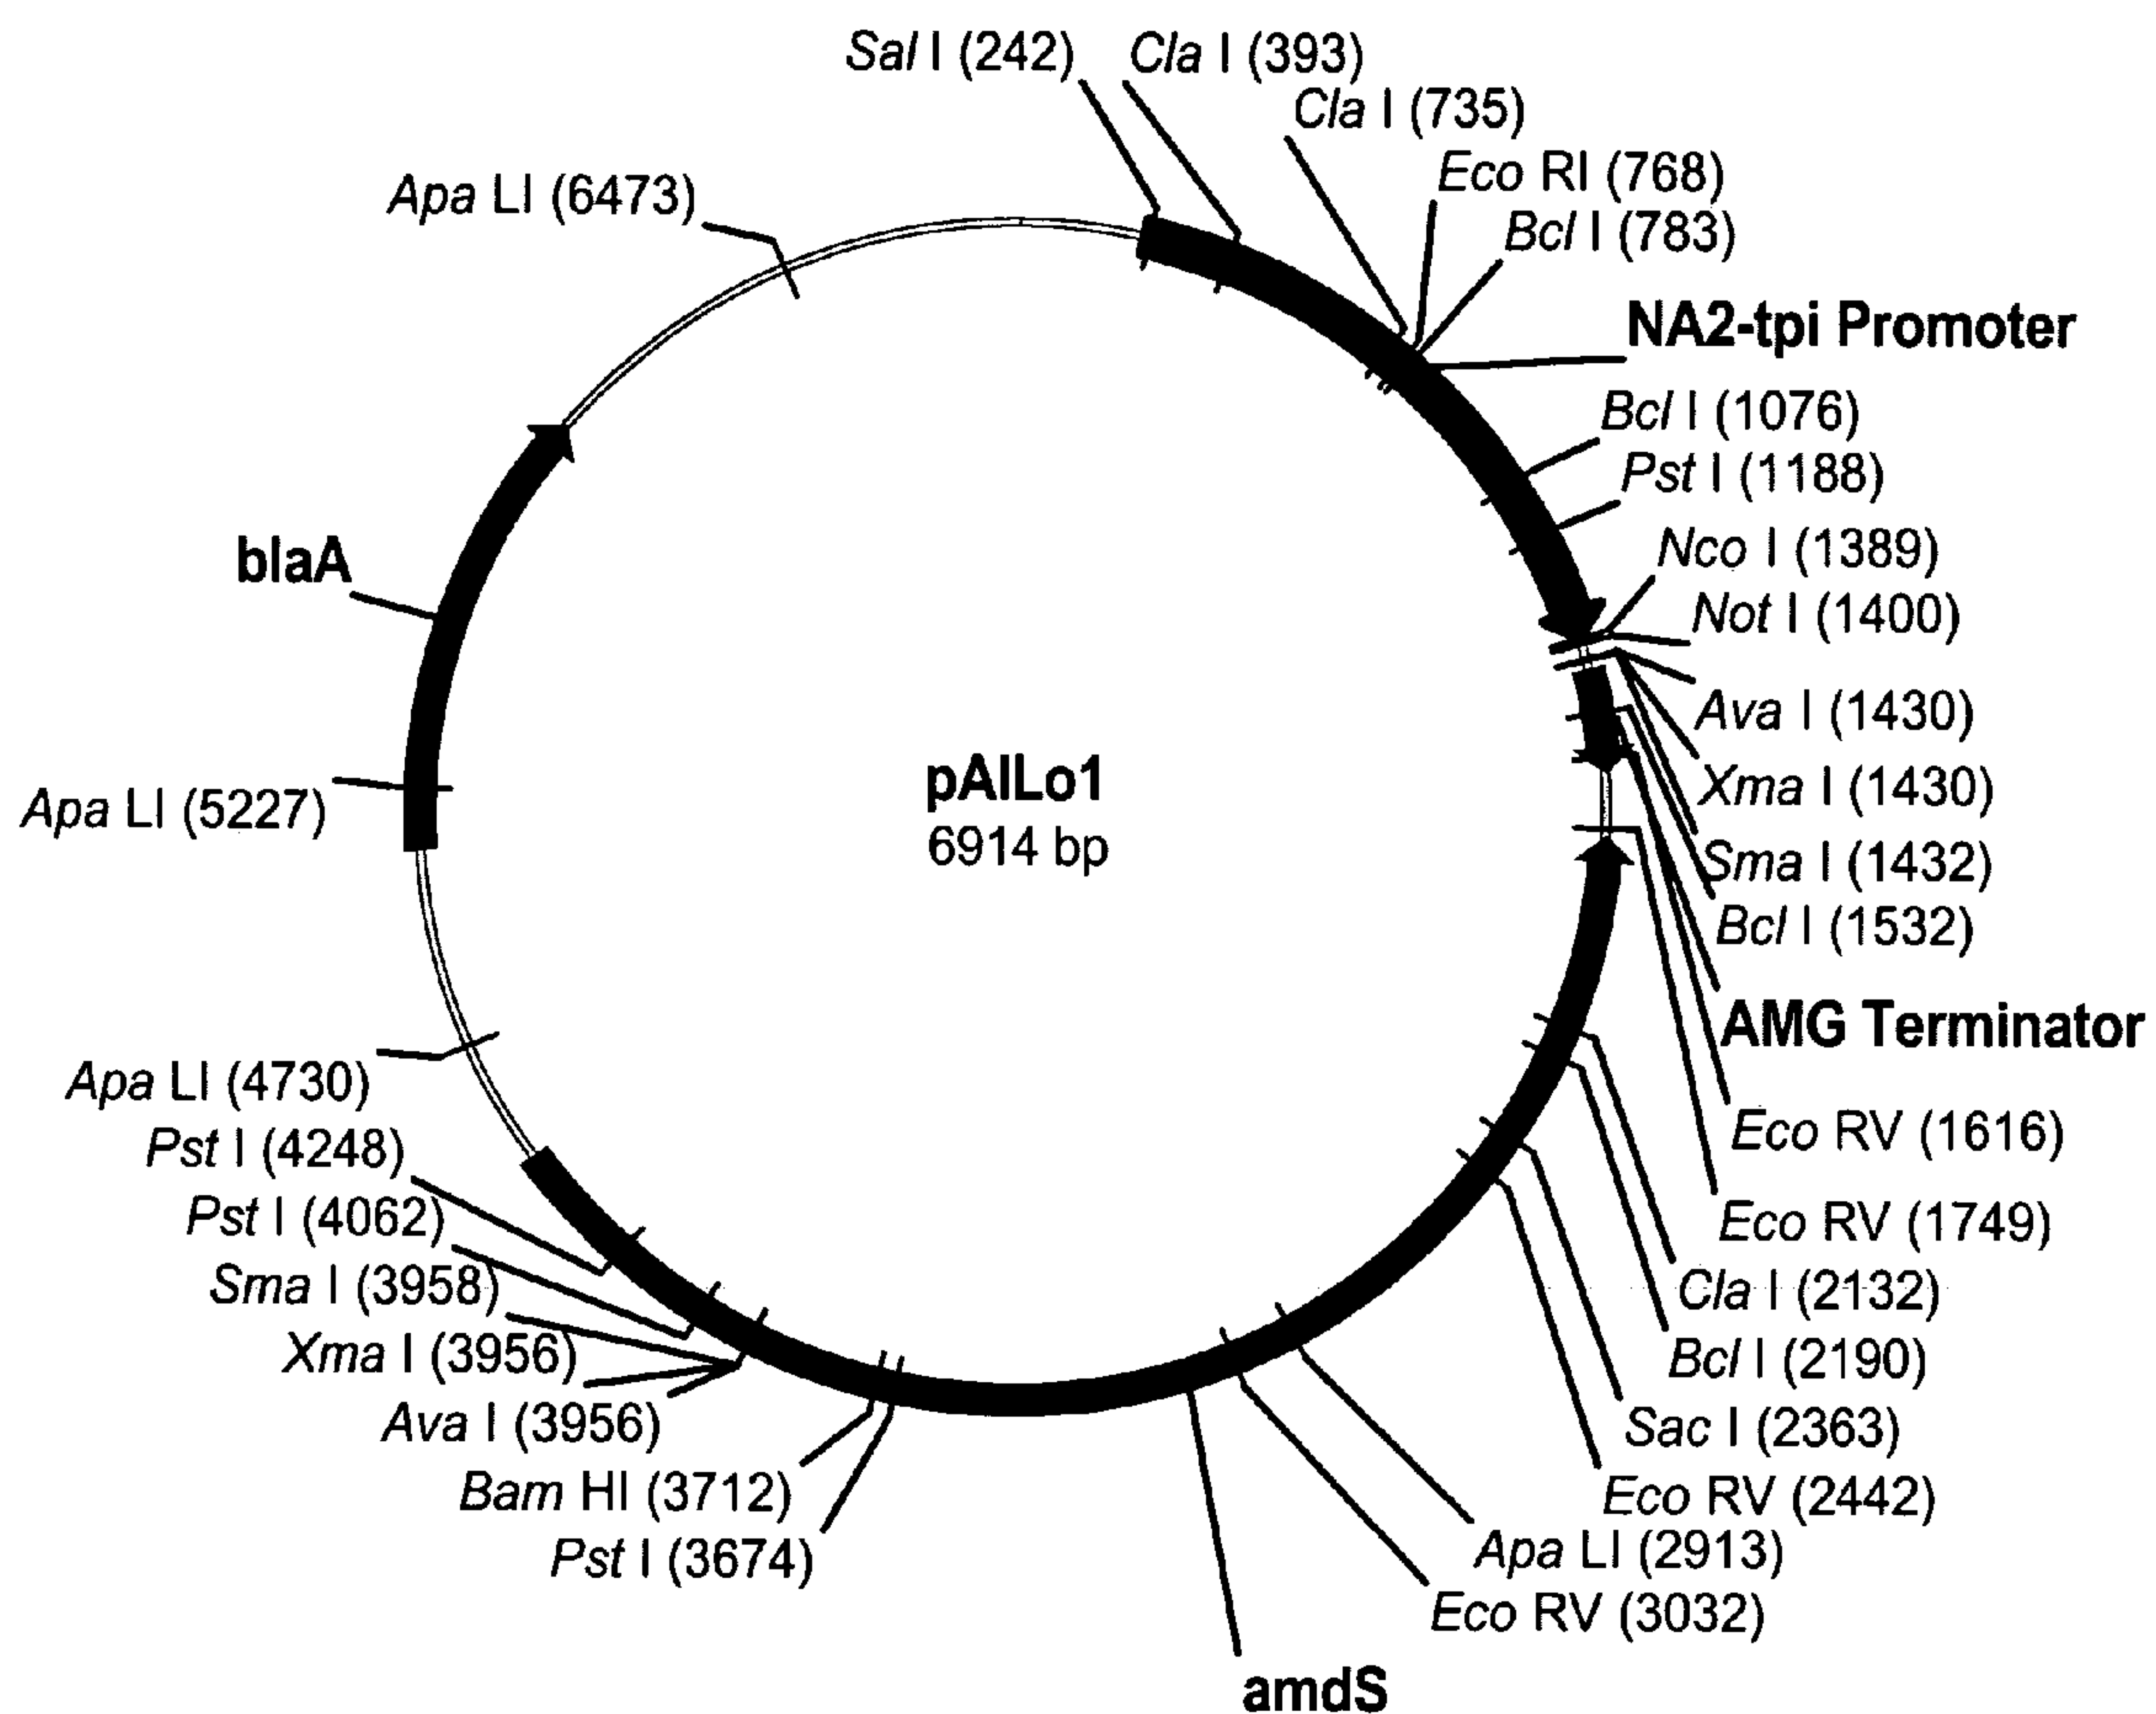 Sal I (242)
Cla I (393)
Cla I (735)
Eco RI (768)
Bcl I (783)
NA2-tpi Promoter
Bcl I (1076)
Pst I (1188)
Nco I (1389)
Not I (1400)
Ava I (1430)
Xma I (1430)
Sma I (1432)
Bcl I (1532)
AMG Terminator
Eco RV (1616)
Eco RV (1749)
Cla I (2132)
Bcl I (2190)
Sac I (2363)
Eco RV (2442)
Apa LI (2913)
Eco RV (3032)
amdS
Pst I (3674)
Bam HI (3712)
Ava I (3956)
Xma I (3956)
Sma I (3958)
Pst I (4062)
Pst I (4248)
Apa LI (4730)
Apa LI (5227)
blaA
Apa LI (6473)
pAILo1
6914 bp